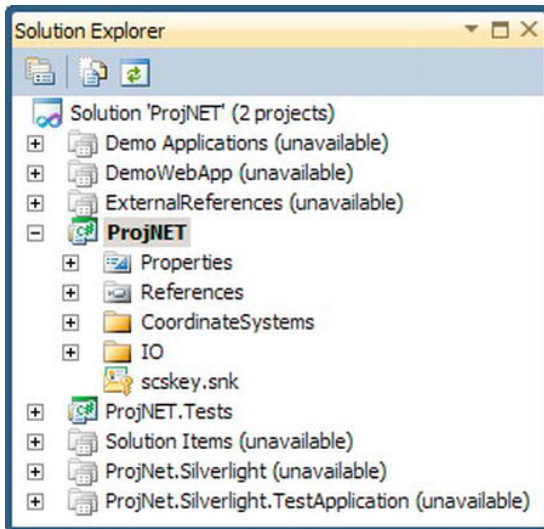 Solution Explorer
Solution 'ProjNET' (2 projects)
Demo Applications (unavailable)
DemoWebApp (unavailable)
ExternalReferences (unavailable)
ProjNET
Properties
References
CoordinateSystems
IO
scskey.snk
ProjNET.Tests
Solution Items (unavailable)
ProjNet.Silverlight (unavailable)
ProjNet.Silverlight.TestApplication (unavailable)